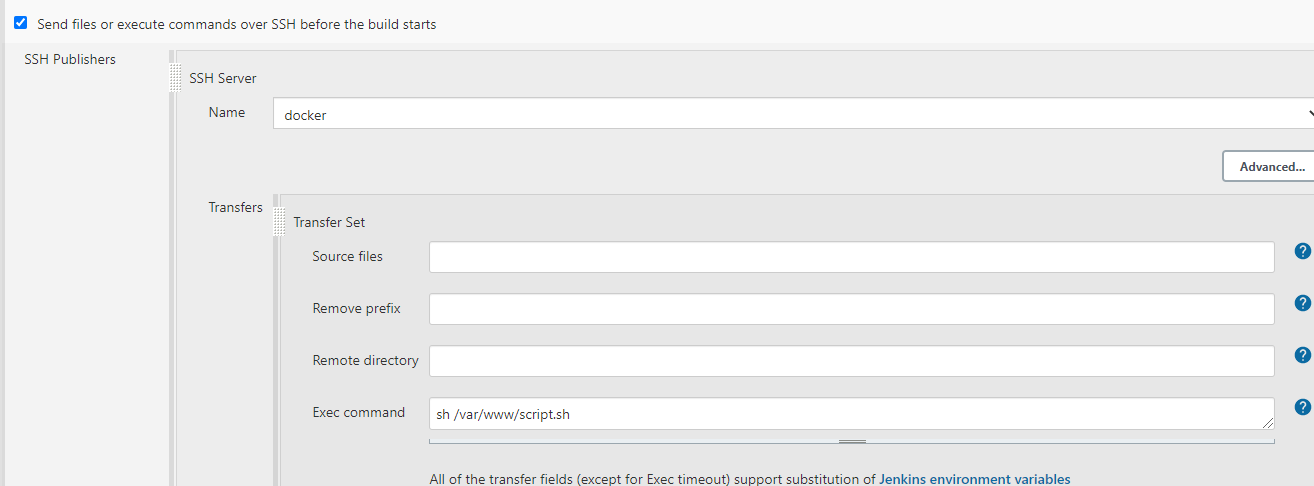 Send files or execute commands over SSH before the build starts
SSH Publishers
SSH Server
Name
docker
Advanced...
Transfers
Transfer Set
Source files
?
Remove prefix
?
Remote directory
?
Exec command
sh /var/www/script.sh
?
All of the transfer fields (except for Exec timeout) support substitution of Jenkins environment variables